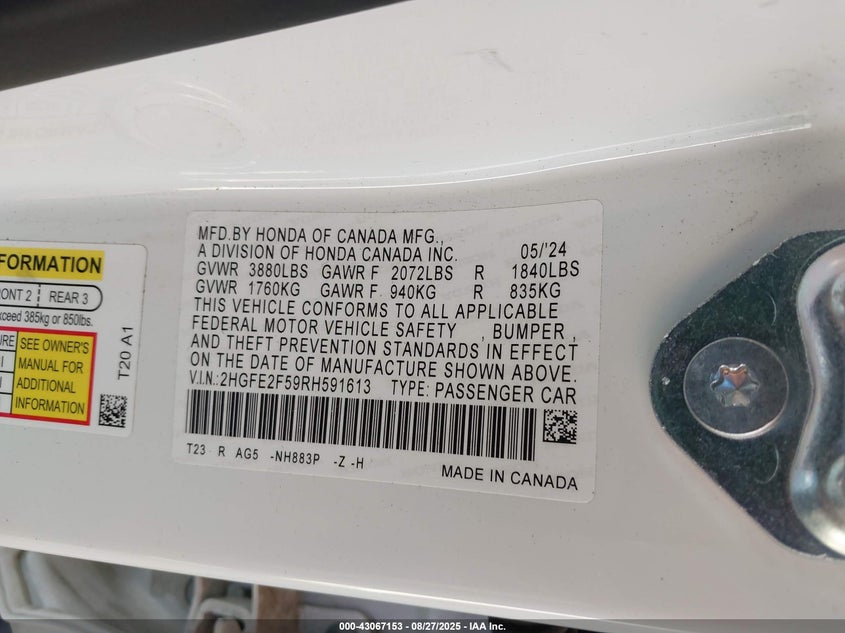 FORMATION
RONT 2 REAR 3
xceed 385kg or 850lbs.
URE
SEE OWNER'S
MANUAL FOR
ADDITIONAL
INFORMATION
T20 A1
MFD.BY HONDA OF CANADA MFG.,
A DIVISION OF HONDA CANADA INC. 05/'24
GVWR 3880LBS GAWR F 2072LBS R 1840LBS
GVWR 1760KG GAWR F 940KG R 835KG
THIS VEHICLE CONFORMS TO ALL APPLICABLE
FEDERAL MOTOR VEHICLE SAFETY , BUMPER ,
AND THEFT PREVENTION STANDARDS IN EFFECT
ON THE DATE OF MANUFACTURE SHOWN ABOVE.
V.I.N.:2HGFE2F59RH591613 TYPE: PASSENGER CAR
T23 R AG5 -NH883P -Z -H
MADE IN CANADA
000-43067153 - 08/27/2025 - IAA Inc.